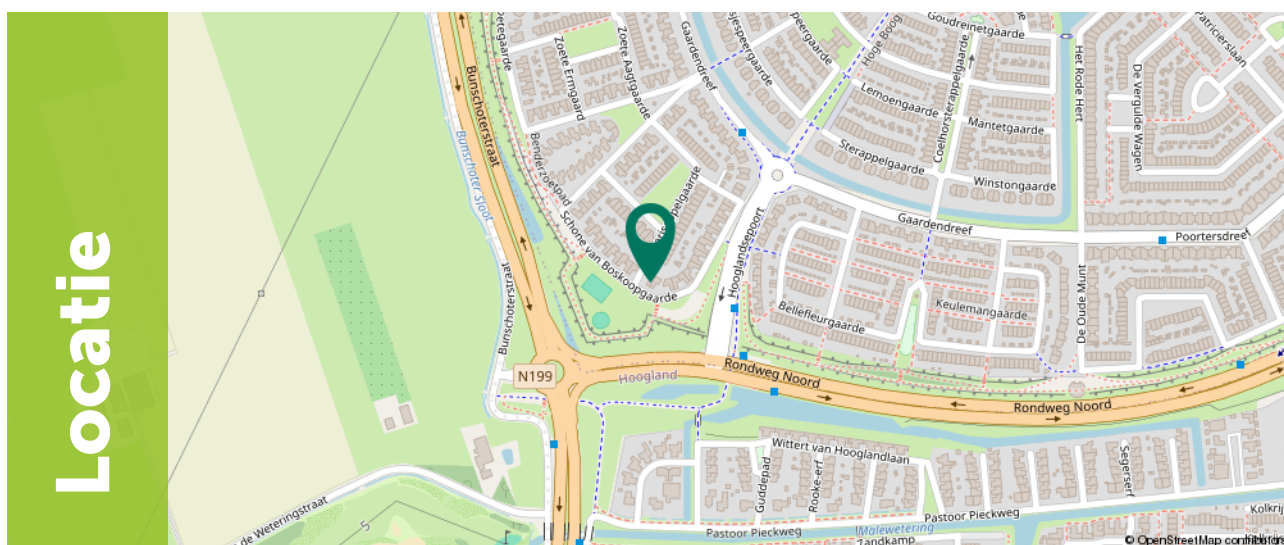 Locatie
Bunschoterstraat
Bunschoter Sloot
Bunschoterstraat
Zoete Ermgaard
Zoete Aagtgaarde
Gaardendreef
Hoge Boog
Goudreinetgaarde
Patriciërslaan
Het Rode Hert
De Vergulde Wagen
Lemoengaarde
Mantetgaarde
Coelhorsterappelgaarde
Sterappelgaarde
Winstongaarde
Benderzoetpad
Schone van Boskoopgaarde
Hooglandsepoort
Gaardendreef
Poortersdreef
Bellefleurgaarde
Keulemangaarde
De Oude Munt
N199
Hoogland
Rondweg Noord
Rondweg Noord
Wittert van Hooglandlaan
Guddepad
Rooke-erf
Segerserf
de Weteringstraat
5
Pastoor Pieckweg
Pastoor Pieckweg
Malewetering
Zandkamp
Kolkrij
© OpenStreetMap contributors